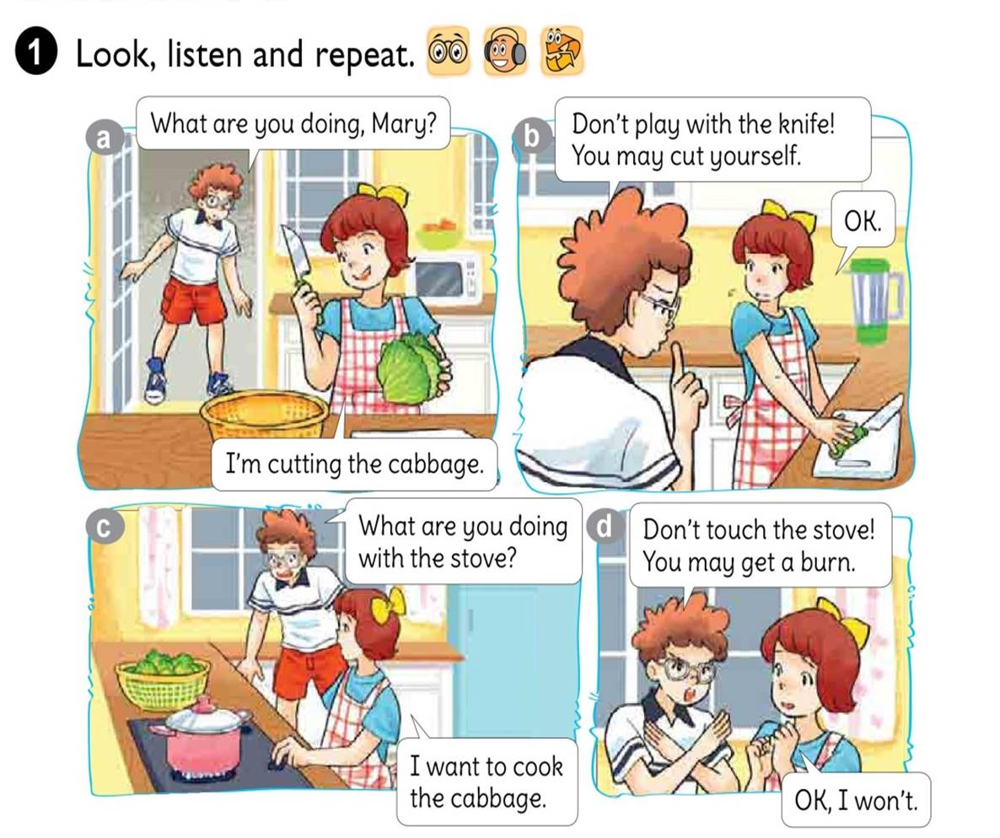 1 Look, listen and repeat.
a
What are you doing, Mary?
I'm cutting the cabbage.
b
Don't play with the knife!
You may cut yourself.
OK.
c
What are you doing
with the stove?
I want to cook
the cabbage.
d
Don't touch the stove!
You may get a burn.
OK, I won't.